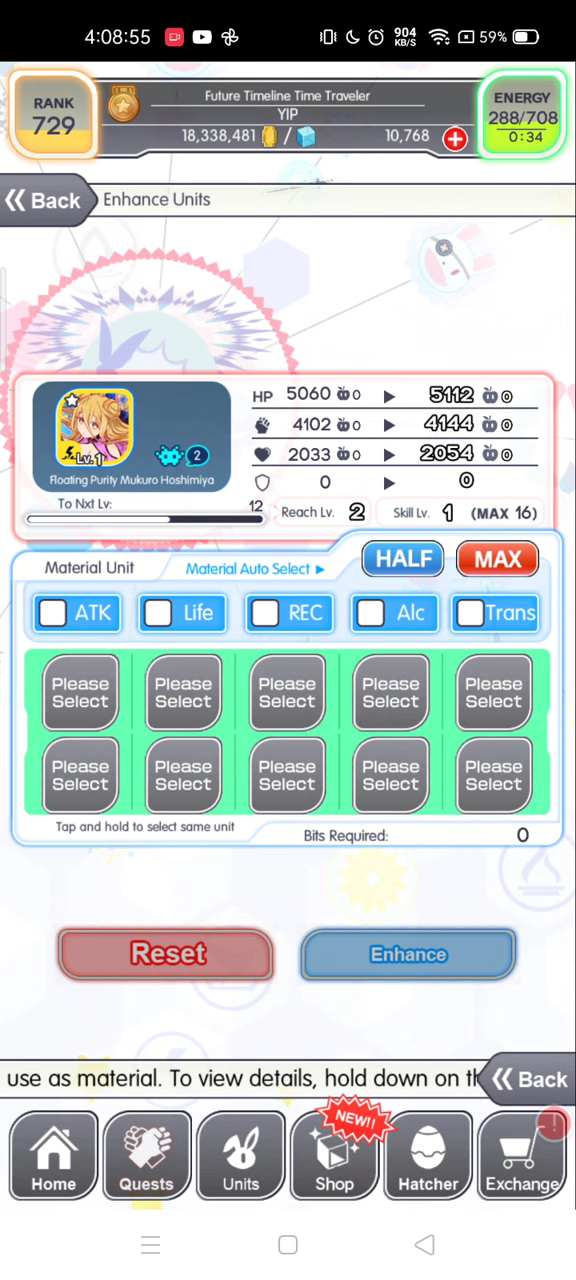 4:08:55
904
KB/S
59%
RANK
729
Future Timeline Time Traveler
YIP
18,338,481 / 10,768
ENERGY
288/708
0:34
Back
Enhance Units
Lv.1
2
Floating Purity Mukuro Hoshimiya
HP 5060 0 5112 0
4102 0 4144 0
2033 0 2054 0
0 0
To Nxt Lv: 12
Reach Lv. 2
Skill Lv. 1 (MAX 16)
Material Unit
Material Auto Select
HALF
MAX
ATK
Life
REC
Alc
Trans
Please Please Please Please Please
Select Select Select Select Select
Please Please Please Please Please
Select Select Select Select Select
Tap and hold to select same unit
Bits Required: 0
Reset
Enhance
use as material. To view details, hold down on th
Back
NEW!!
Home
Quests
Units
Shop
Hatcher
Exchange